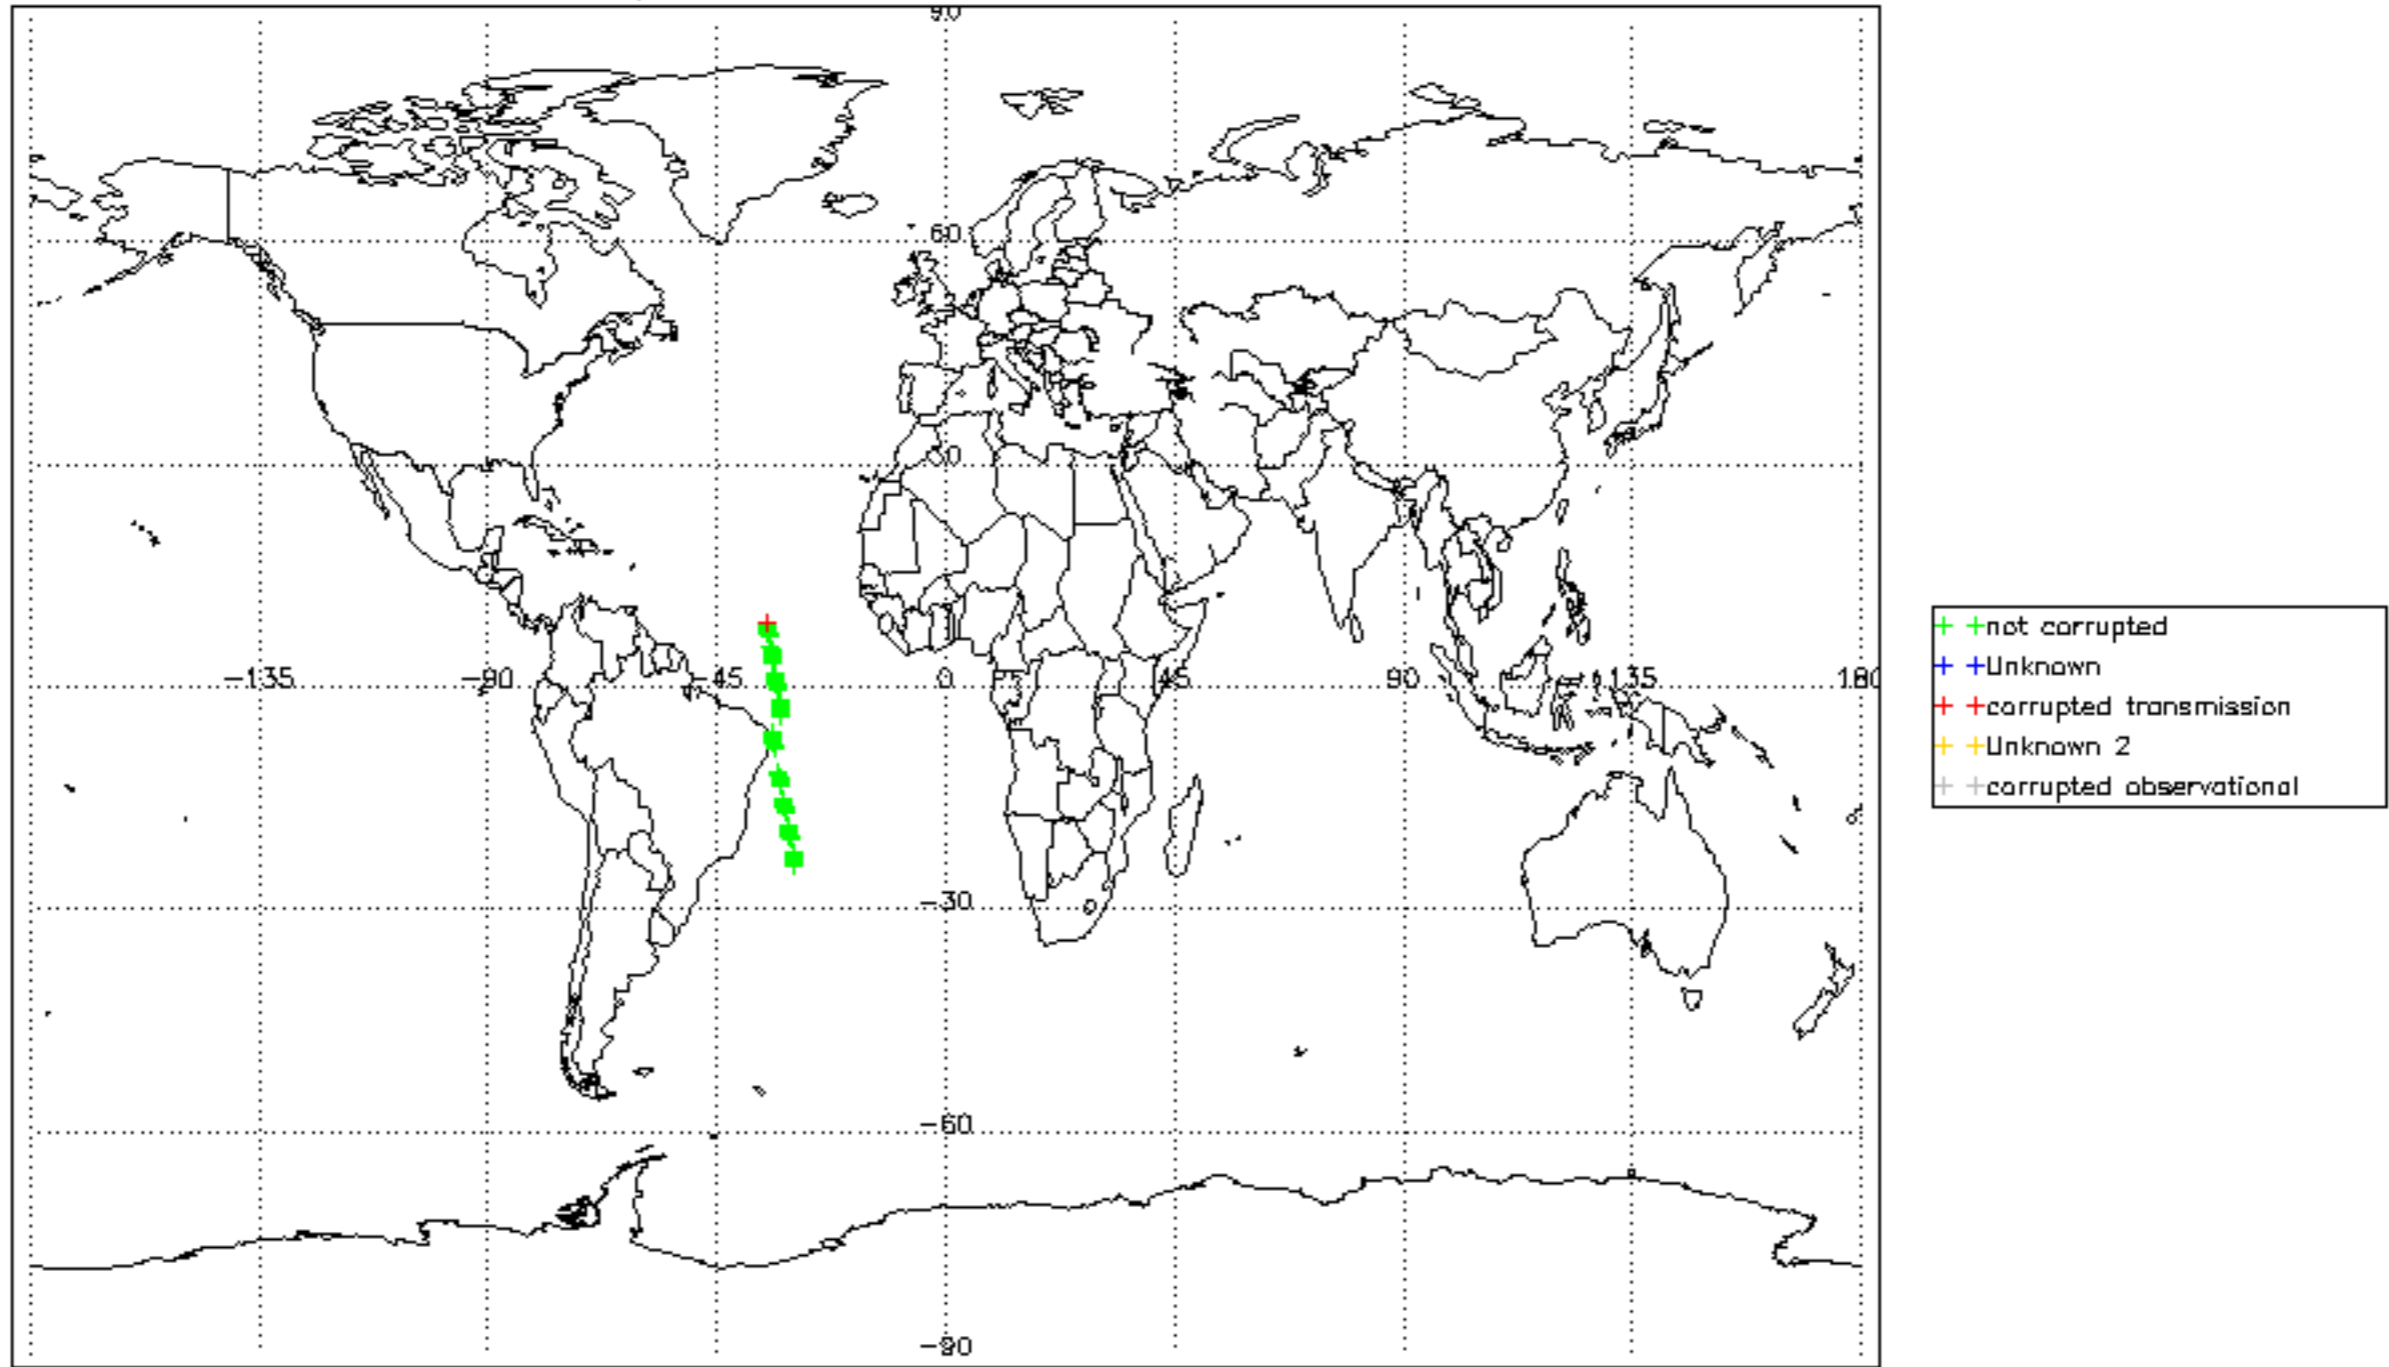 90
60
30
-135
-90
-45
0
45
90
135
180
-30
-60
-90
not corrupted
Unknown
corrupted transmission
Unknown 2
corrupted observational